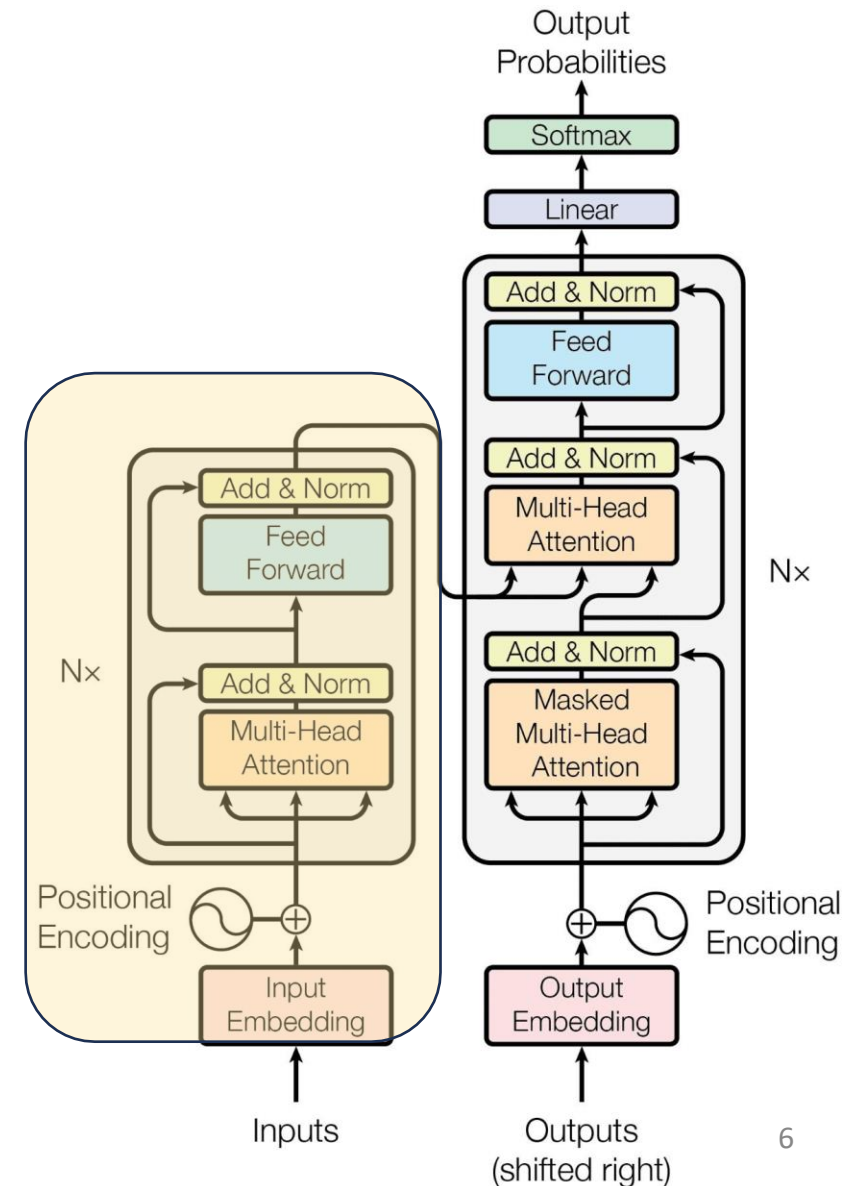 Output
Probabilities
Softmax
Linear
Add & Norm
Feed
Forward
Add & Norm
Multi-Head
Attention
N×
Add & Norm
Masked
Multi-Head
Attention
Positional
Encoding
Output
Embedding
Outputs
(shifted right)
Add & Norm
Feed
Forward
N×
Add & Norm
Multi-Head
Attention
Positional
Encoding
Input
Embedding
Inputs
6